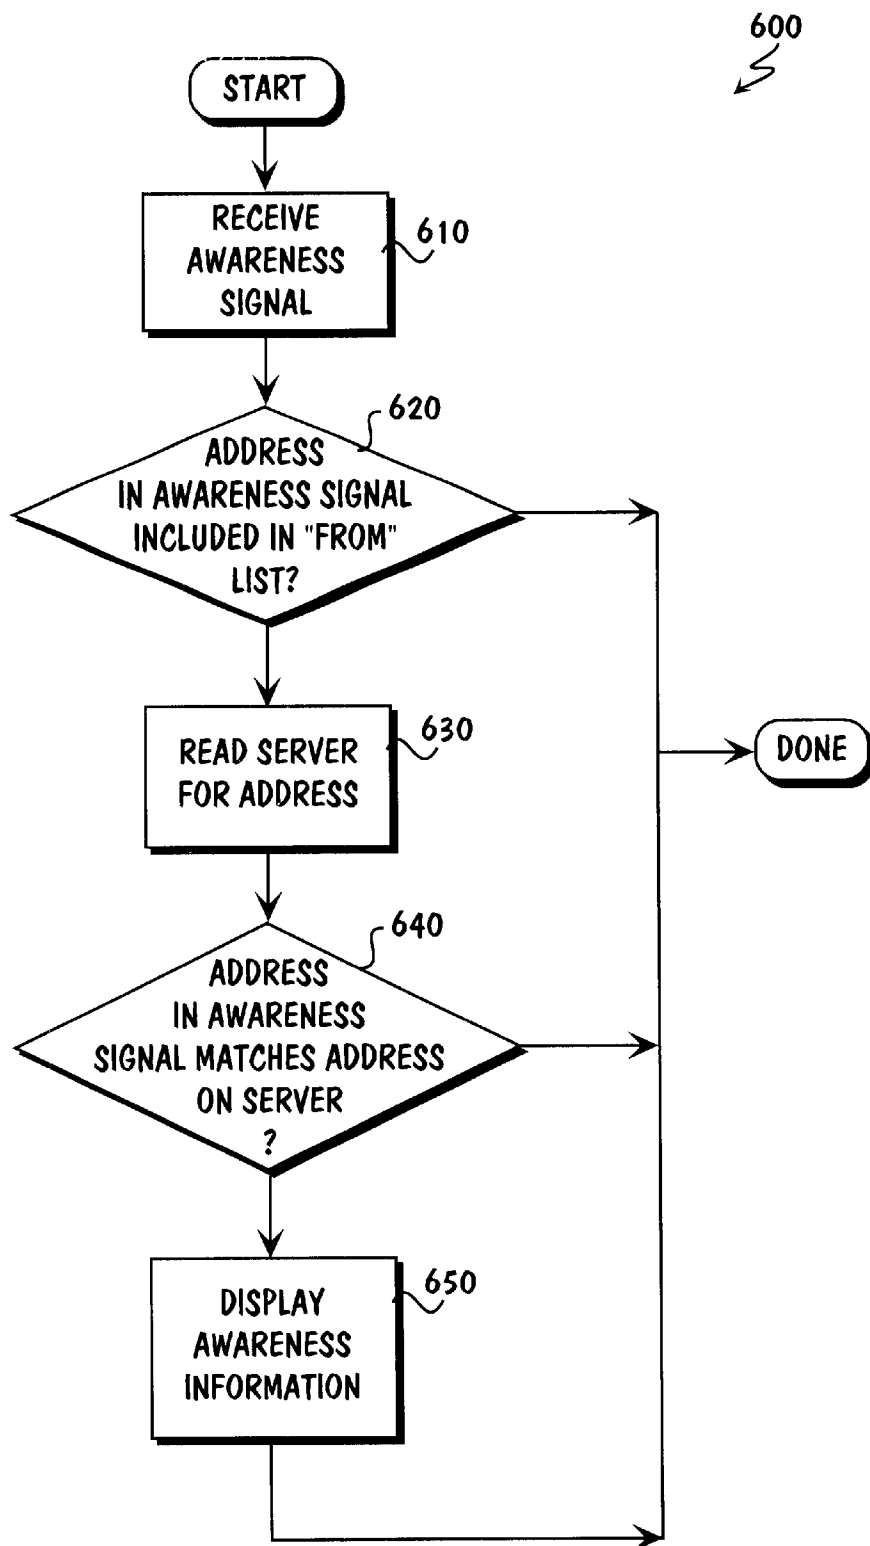 600
START
RECEIVE
AWARENESS
SIGNAL
610
620
ADDRESS
IN AWARENESS SIGNAL
INCLUDED IN "FROM"
LIST?
READ SERVER
FOR ADDRESS
630
DONE
640
ADDRESS
IN AWARENESS
SIGNAL MATCHES ADDRESS
ON SERVER
?
DISPLAY
AWARENESS
INFORMATION
650